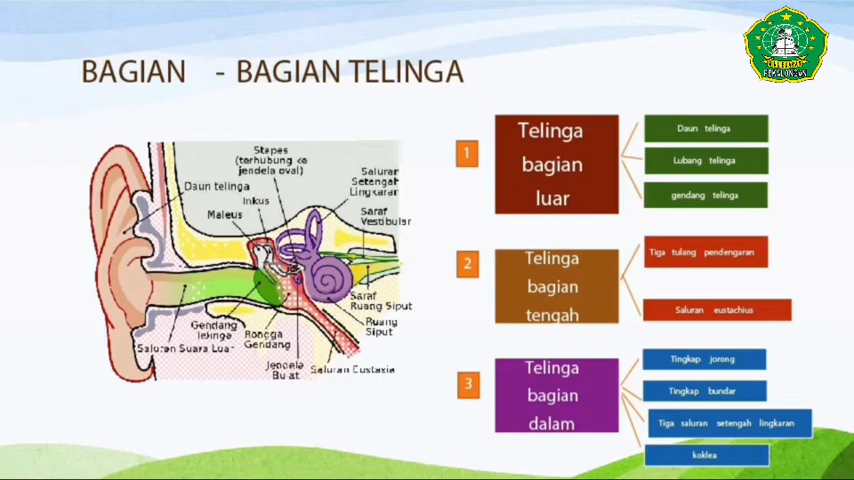 BAGIAN - BAGIAN TELINGA
PEKALONGAN
Stapes
(terhubung ke
jendela oval)
Saluran
Setengah
Lingkaran
Daun telinga
Inkus
Maleus
Saraf
Vestibular
Saraf
Ruang Siput
Gendang
Telinga
Rongga
Gendang
Ruang
Siput
Saluran Suara Luar
Jendela
Bulat
Saluran Eustasia
1
Telinga
bagian
luar
Daun telinga
Lubang telinga
gendang telinga
2
Telinga
bagian
tengah
Tiga tulang pendengaran
Saluran eustachius
3
Telinga
bagian
dalam
Tingkap jorong
Tingkap bundar
Tiga saluran setengah lingkaran
koklea